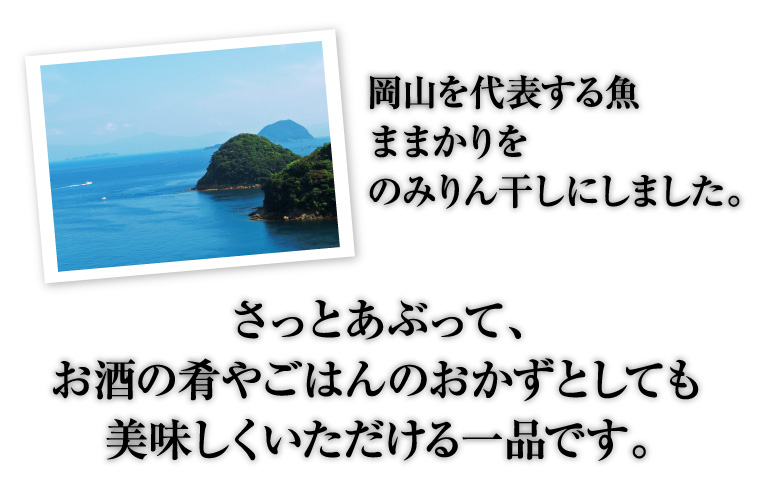 岡山を代表する魚
ままかりを
のみりん干しにしました。
さっとあぶって、
お酒の肴やごはんのおかずとしても
美味しくいただける一品です。